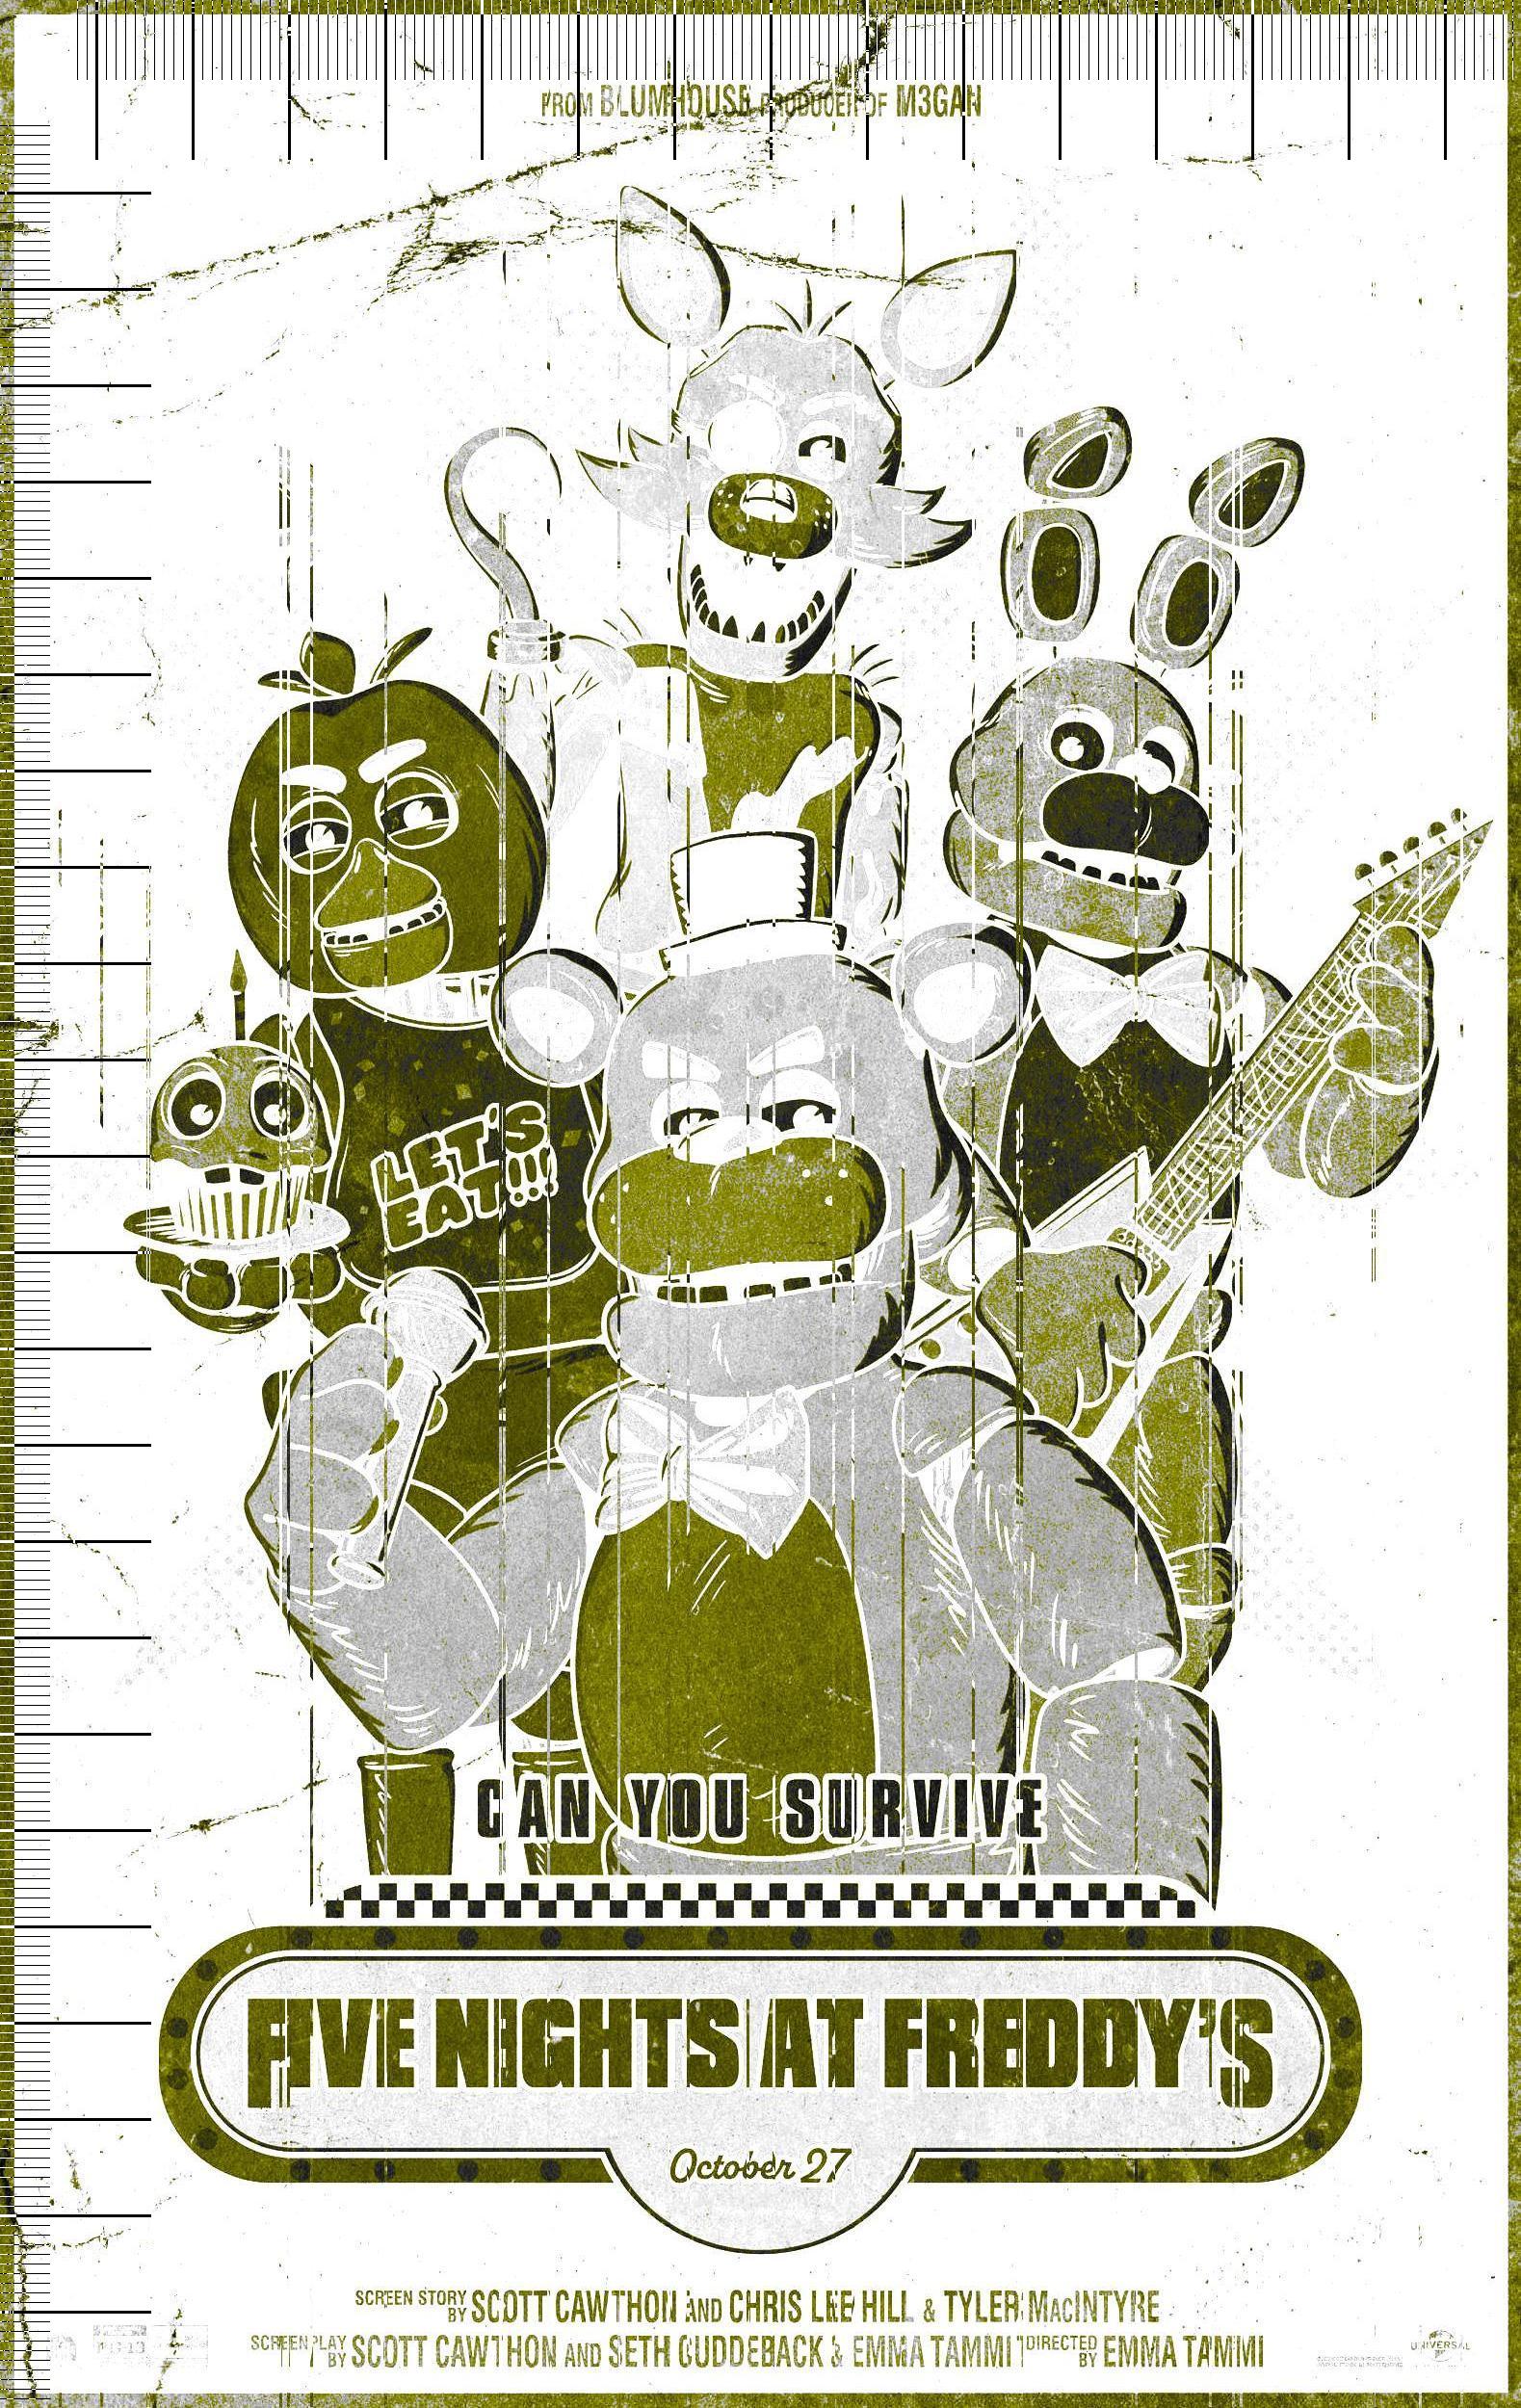 FROM BLUMHOUSE, PRODUCER OF M3GAN
LET'S
EAT!!!
CAN YOU SURVIVE
FIVE NIGHTS AT FREDDY'S
October 27
SCREEN STORY BY SCOTT CAWTHON AND CHRIS LEE HILL & TYLER MACINTYRE
SCREENPLAY BY SCOTT CAWTHON AND SETH CUDDEBACK & EMMA TAMMI DIRECTED BY EMMA TAMMI
UNIVERSAL